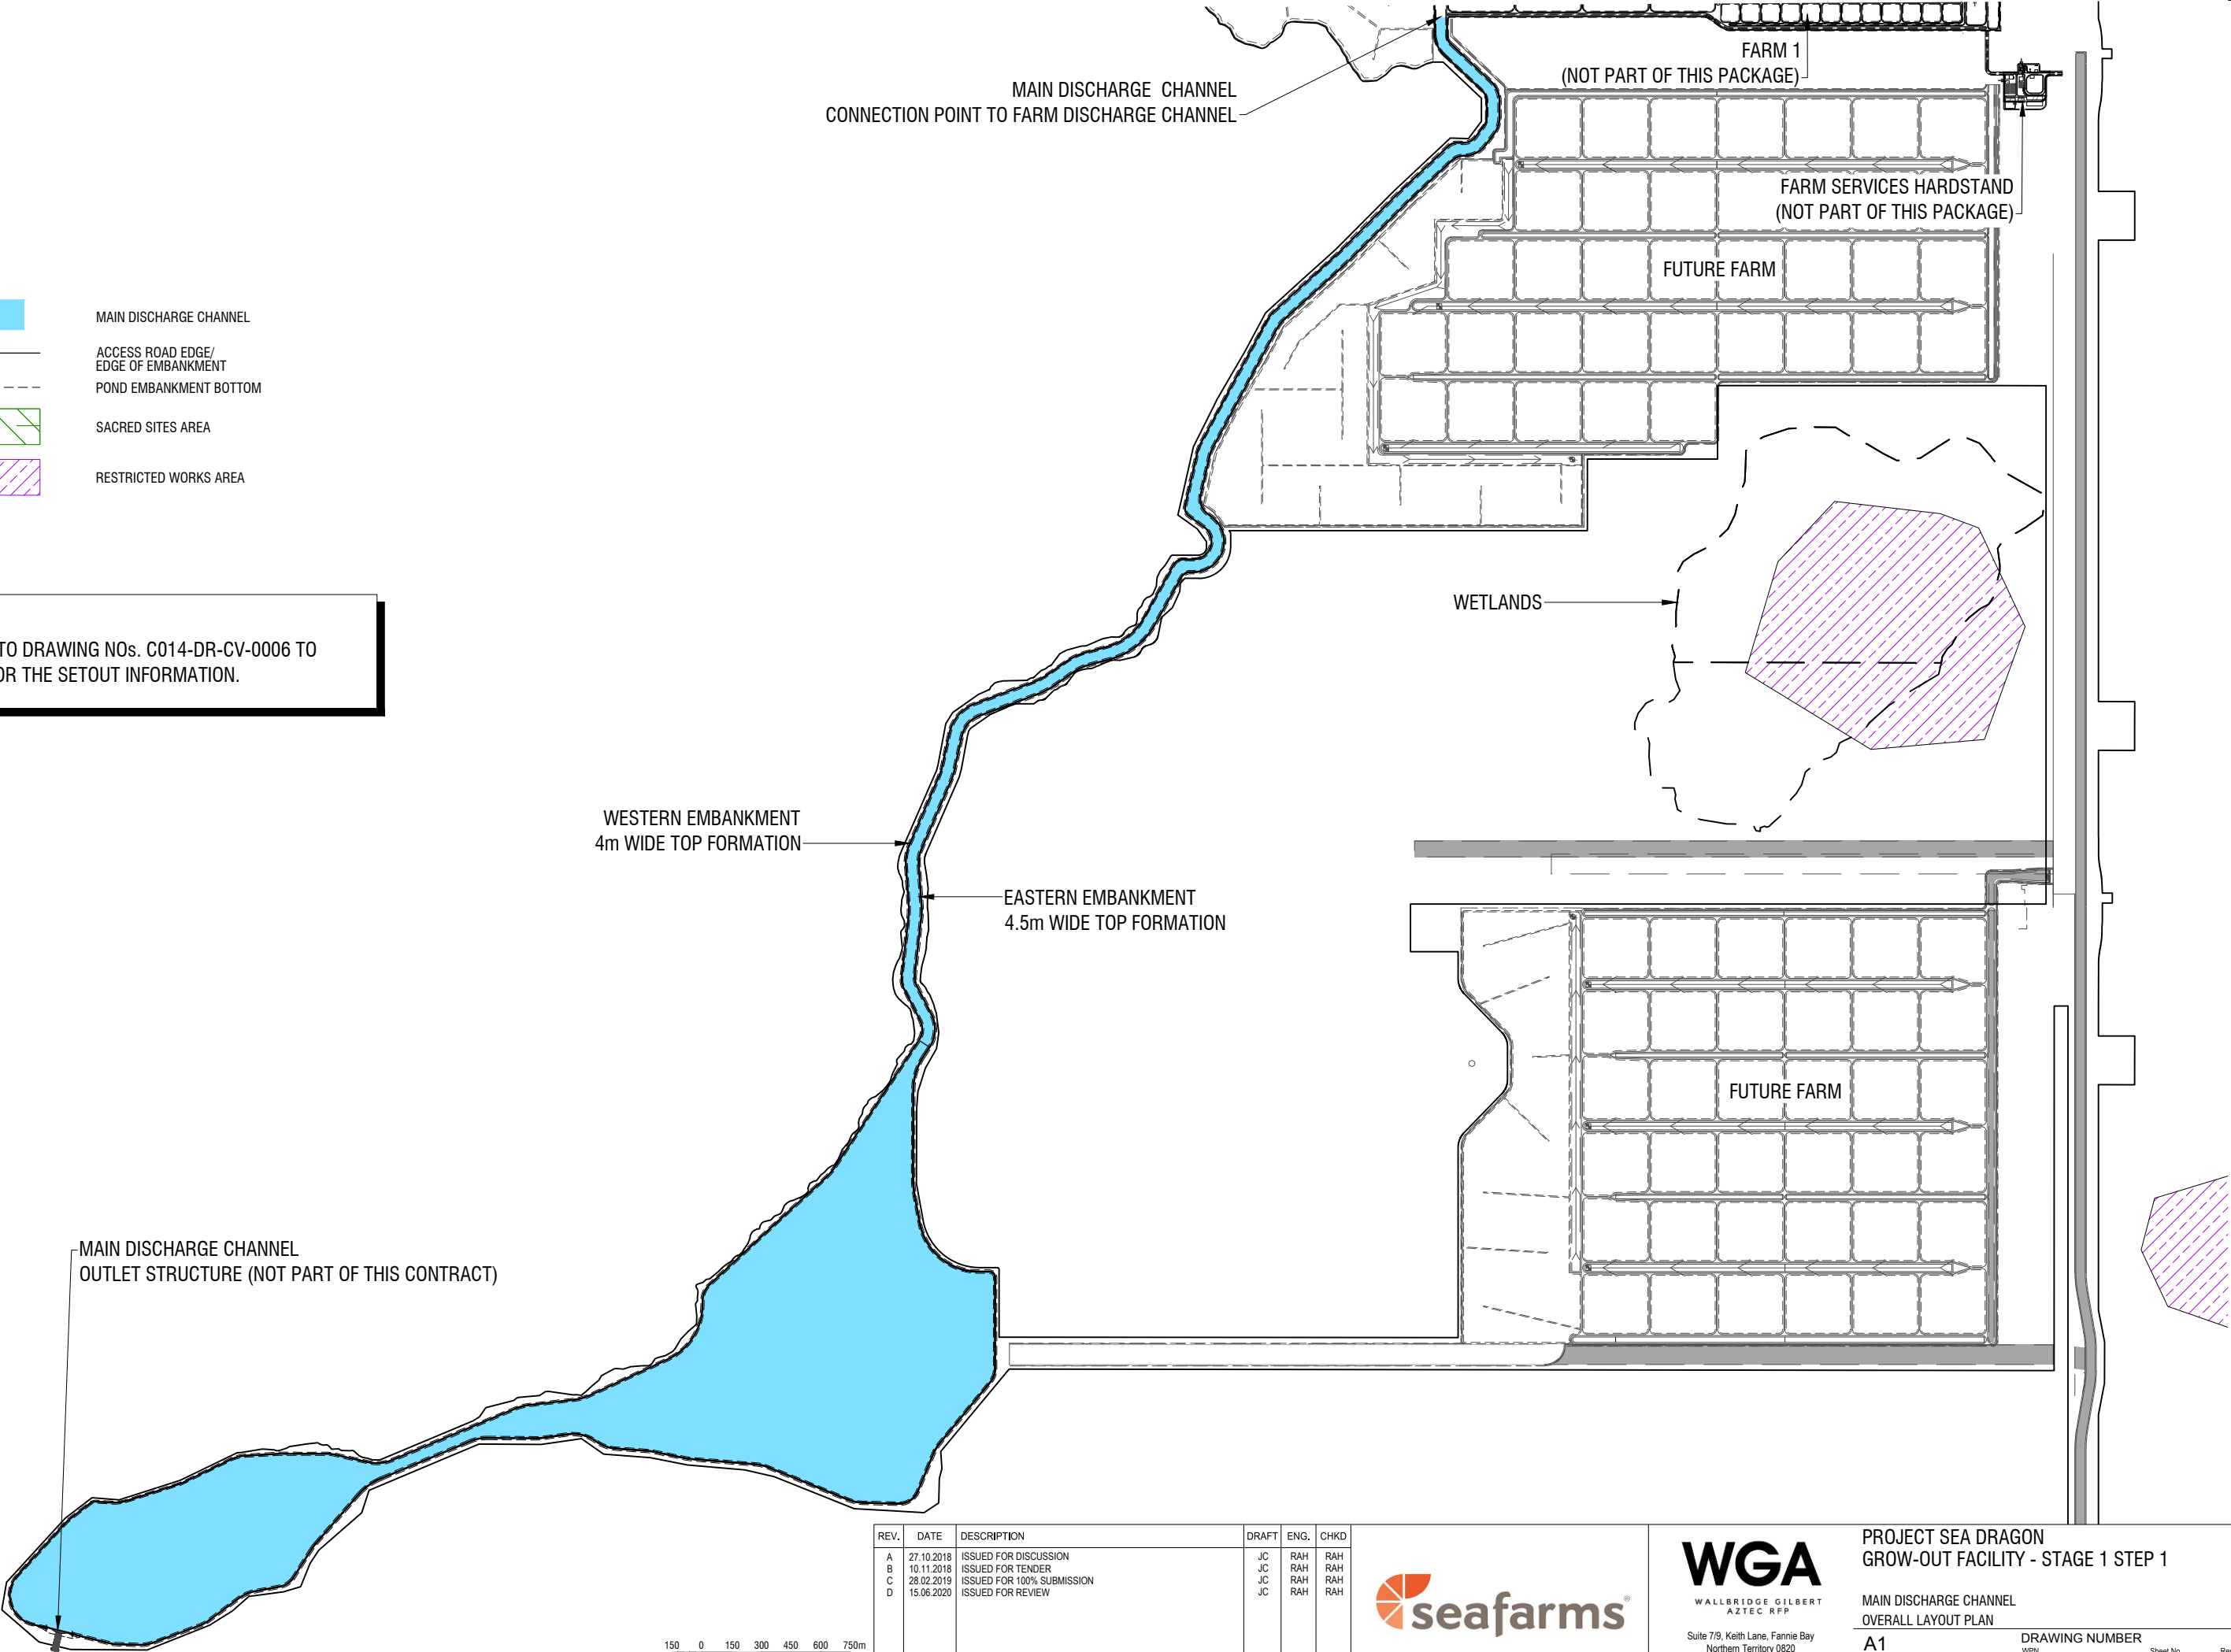 FARM 1
(NOT PART OF THIS PACKAGE)
MAIN DISCHARGE CHANNEL
CONNECTION POINT TO FARM DISCHARGE CHANNEL
FARM SERVICES HARDSTAND
(NOT PART OF THIS PACKAGE)
FUTURE FARM
MAIN DISCHARGE CHANNEL
ACCESS ROAD EDGE/
EDGE OF EMBANKMENT
POND EMBANKMENT BOTTOM
SACRED SITES AREA
RESTRICTED WORKS AREA
WETLANDS
TO DRAWING NOs. C014-DR-CV-0006 TO
OR THE SETOUT INFORMATION.
WESTERN EMBANKMENT
4m WIDE TOP FORMATION
EASTERN EMBANKMENT
4.5m WIDE TOP FORMATION
FUTURE FARM
MAIN DISCHARGE CHANNEL
OUTLET STRUCTURE (NOT PART OF THIS CONTRACT)
150 0 150 300 450 600 750m
REV. DATE DESCRIPTION DRAFT ENG. CHKD
A 27.10.2018 ISSUED FOR DISCUSSION JC RAH RAH
B 10.11.2018 ISSUED FOR TENDER JC RAH RAH
C 28.02.2019 ISSUED FOR 100% SUBMISSION JC RAH RAH
D 15.06.2020 ISSUED FOR REVIEW JC RAH RAH
seafarms®
WGA
WALLBRIDGE GILBERT
AZTEC RFP
Suite 7/9, Keith Lane, Fannie Bay
Northern Territory 0820
PROJECT SEA DRAGON
GROW-OUT FACILITY - STAGE 1 STEP 1
MAIN DISCHARGE CHANNEL
OVERALL LAYOUT PLAN
A1 DRAWING NUMBER
WPN Sheet No. Rev